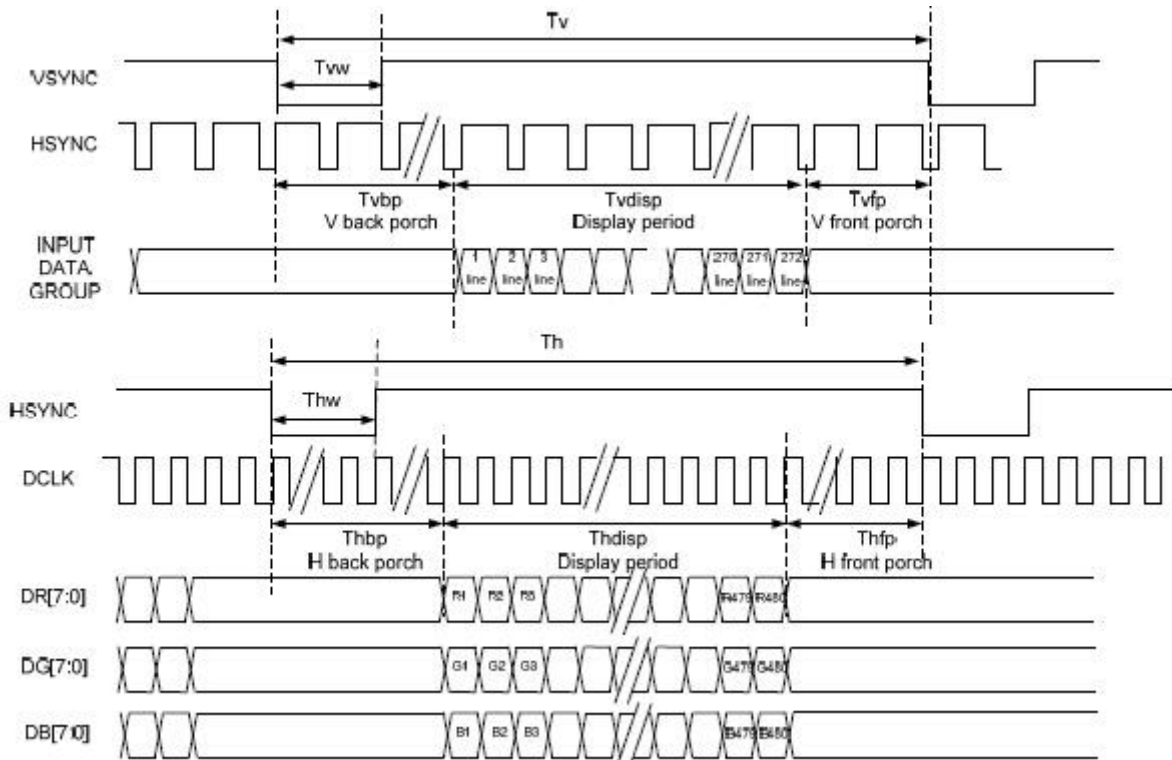 Tv
VSYNC
Tvw
HSYNC
Tvbp
V back porch
Tvdisp
Display period
Tvfp
V front porch
INPUT
DATA
GROUP
1
line
2
line
3
line
270
line
271
line
272
line
Th
HSYNC
Thw
DCLK
Thbp
H back porch
Thdisp
Display period
Thfp
H front porch
DR[7:0] R1 R2 R3 R479 R480
DG[7:0] G1 G2 G3 G479 G480
DB[7:0] B1 B2 B3 B479 B480